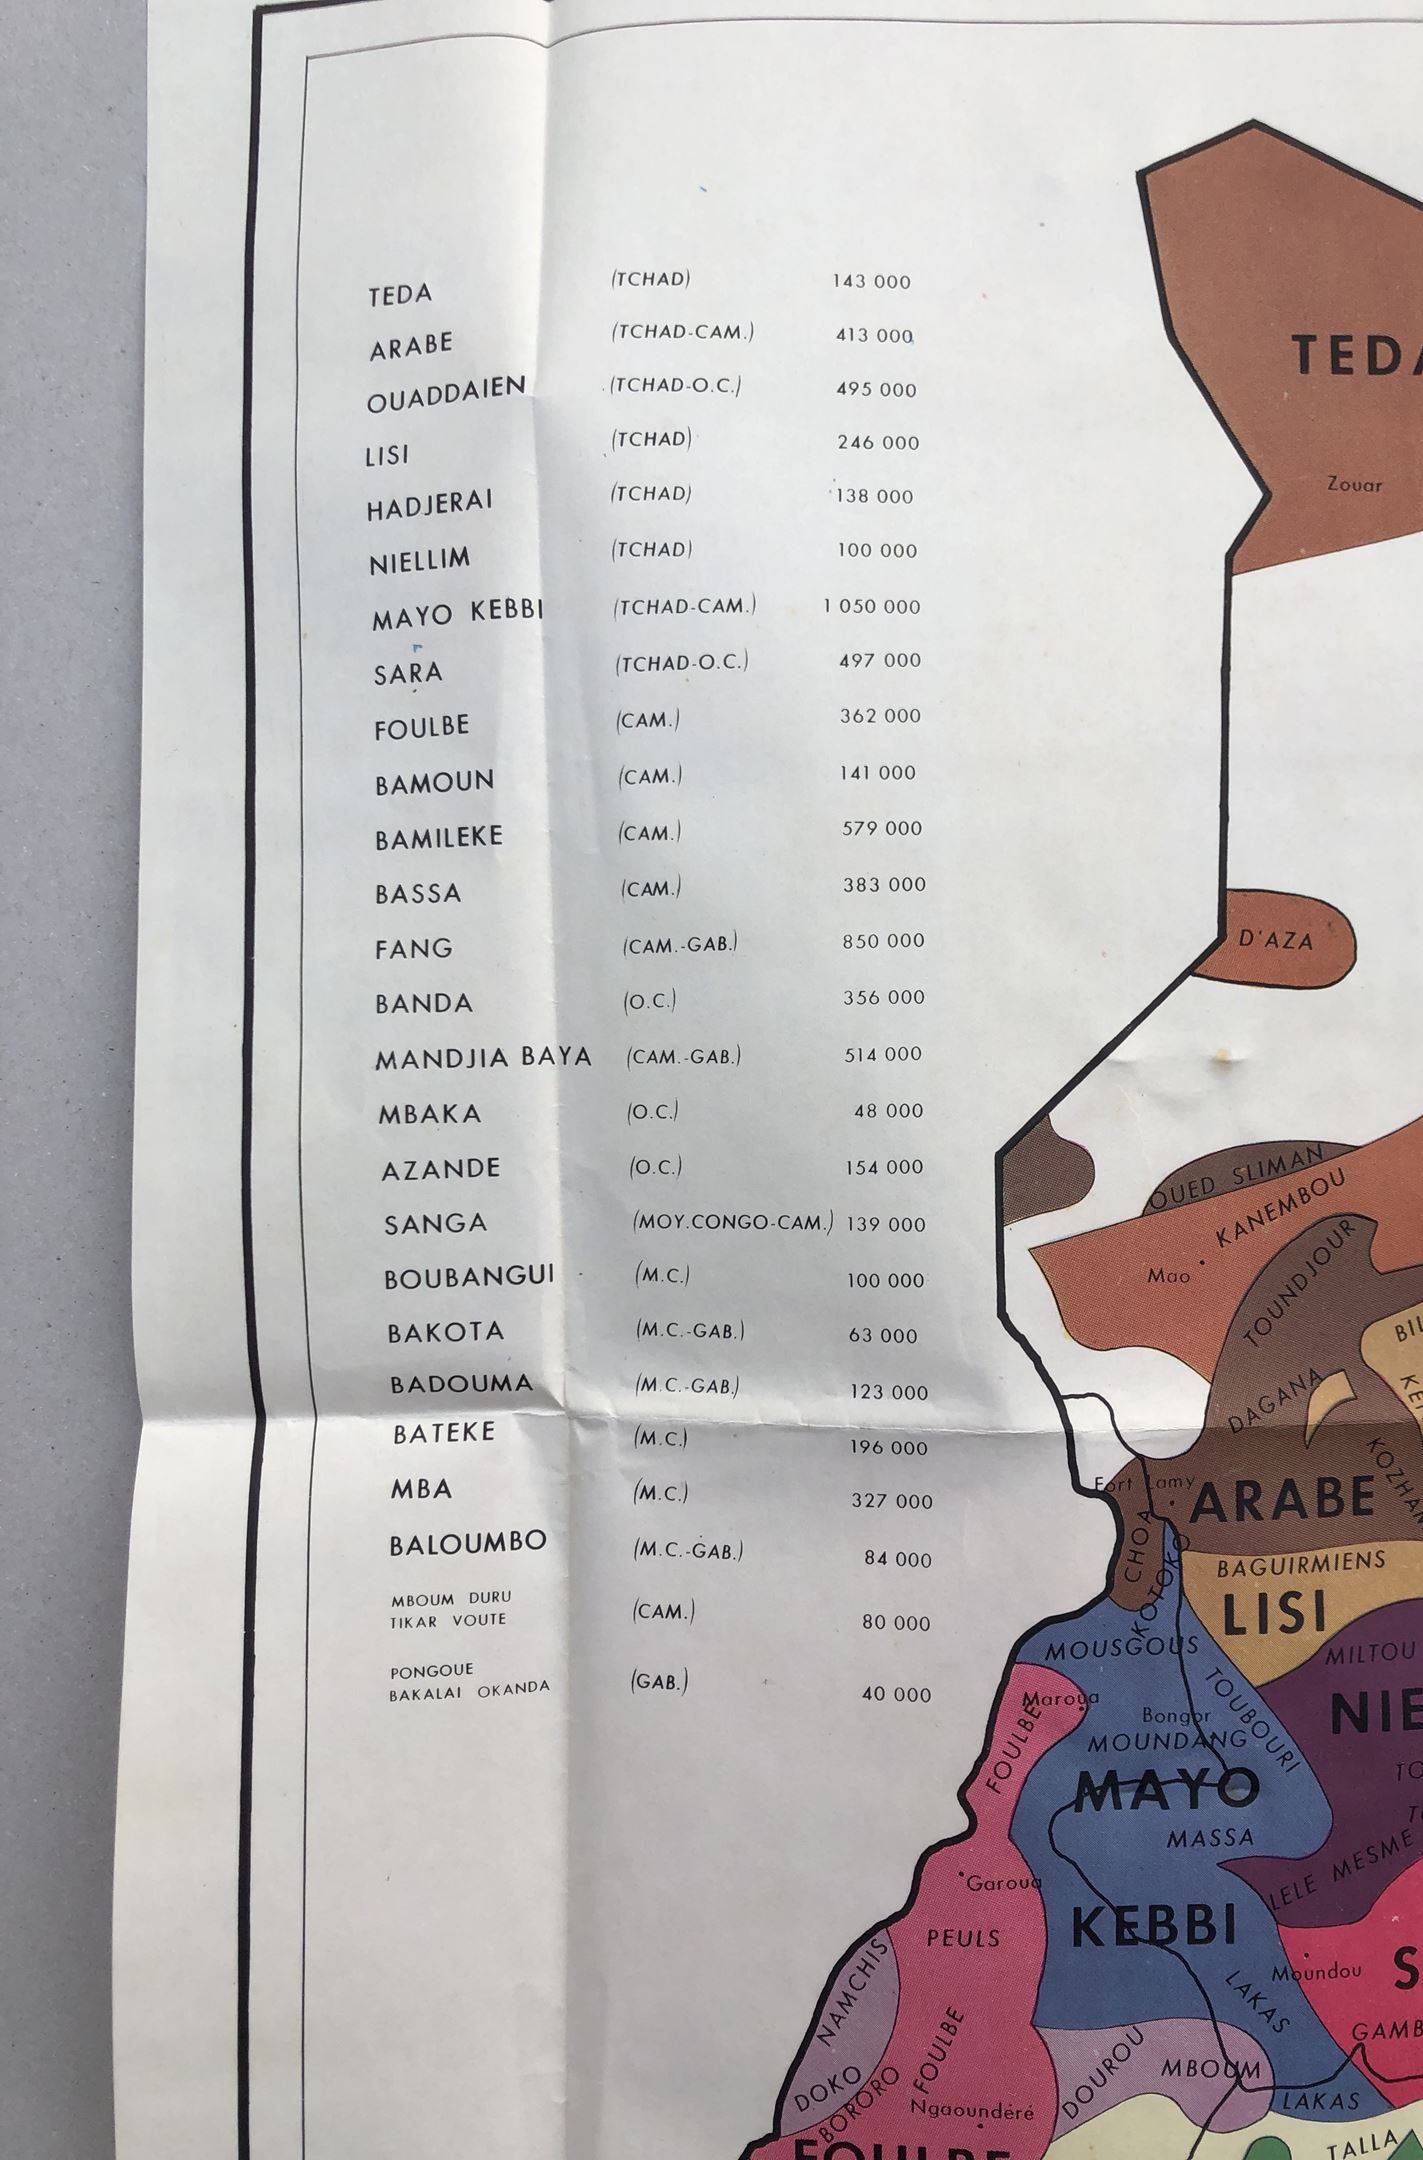 TEDA (TCHAD) 143 000
ARABE (TCHAD-CAM.) 413 000
OUADDAIEN (TCHAD-O.C.) 495 000
LISI (TCHAD) 246 000
HADJERAI (TCHAD) 138 000
NIELLIM (TCHAD) 100 000
MAYO KEBBI (TCHAD-CAM.) 1 050 000
SARA (TCHAD-O.C.) 497 000
FOULBE (CAM.) 362 000
BAMOUN (CAM.) 141 000
BAMILEKE (CAM.) 579 000
BASSA (CAM.) 383 000
FANG (CAM.-GAB.) 850 000
BANDA (O.C.) 356 000
MANDJIA BAYA (CAM.-GAB.) 514 000
MBAKA (O.C.) 48 000
AZANDE (O.C.) 154 000
SANGA (MOY.CONGO-CAM.) 139 000
BOUBANGUI (M.C.) 100 000
BAKOTA (M.C.-GAB.) 63 000
BADOUMA (M.C.-GAB.) 123 000
BATEKE (M.C.) 196 000
MBA (M.C.) 327 000
BALOUMBO (M.C.-GAB.) 84 000
MBOUM DURU
TIKAR VOUTE (CAM.) 80 000
PONGOUE
BAKALAI OKANDA (GAB.) 40 000
TEDA
Zouar
D'AZA
OUED SLIMAN
KANEMBOU
Mao
TOUNDJOUR
BIL
KE
DAGANA
KOZHAN
Fort Lamy
ARABE
CHOA
KOTOKO
BAGUIRMIENS
LISI
MOUSGOUS
MILTOU
TOUBOURI
Maroua
NIE
Bongor
FOULBE
MOUNDANG
TO
MAYO
MASSA
LELE MESME
Garoua
KEBBI
PEULS
NAMCHIS
Moundou
S
LAKAS
FOULBE
GAMB
DOUROU
MBOUM
DOKO
BORORO
LAKAS
Ngaoundéré
TALLA
FOULBE